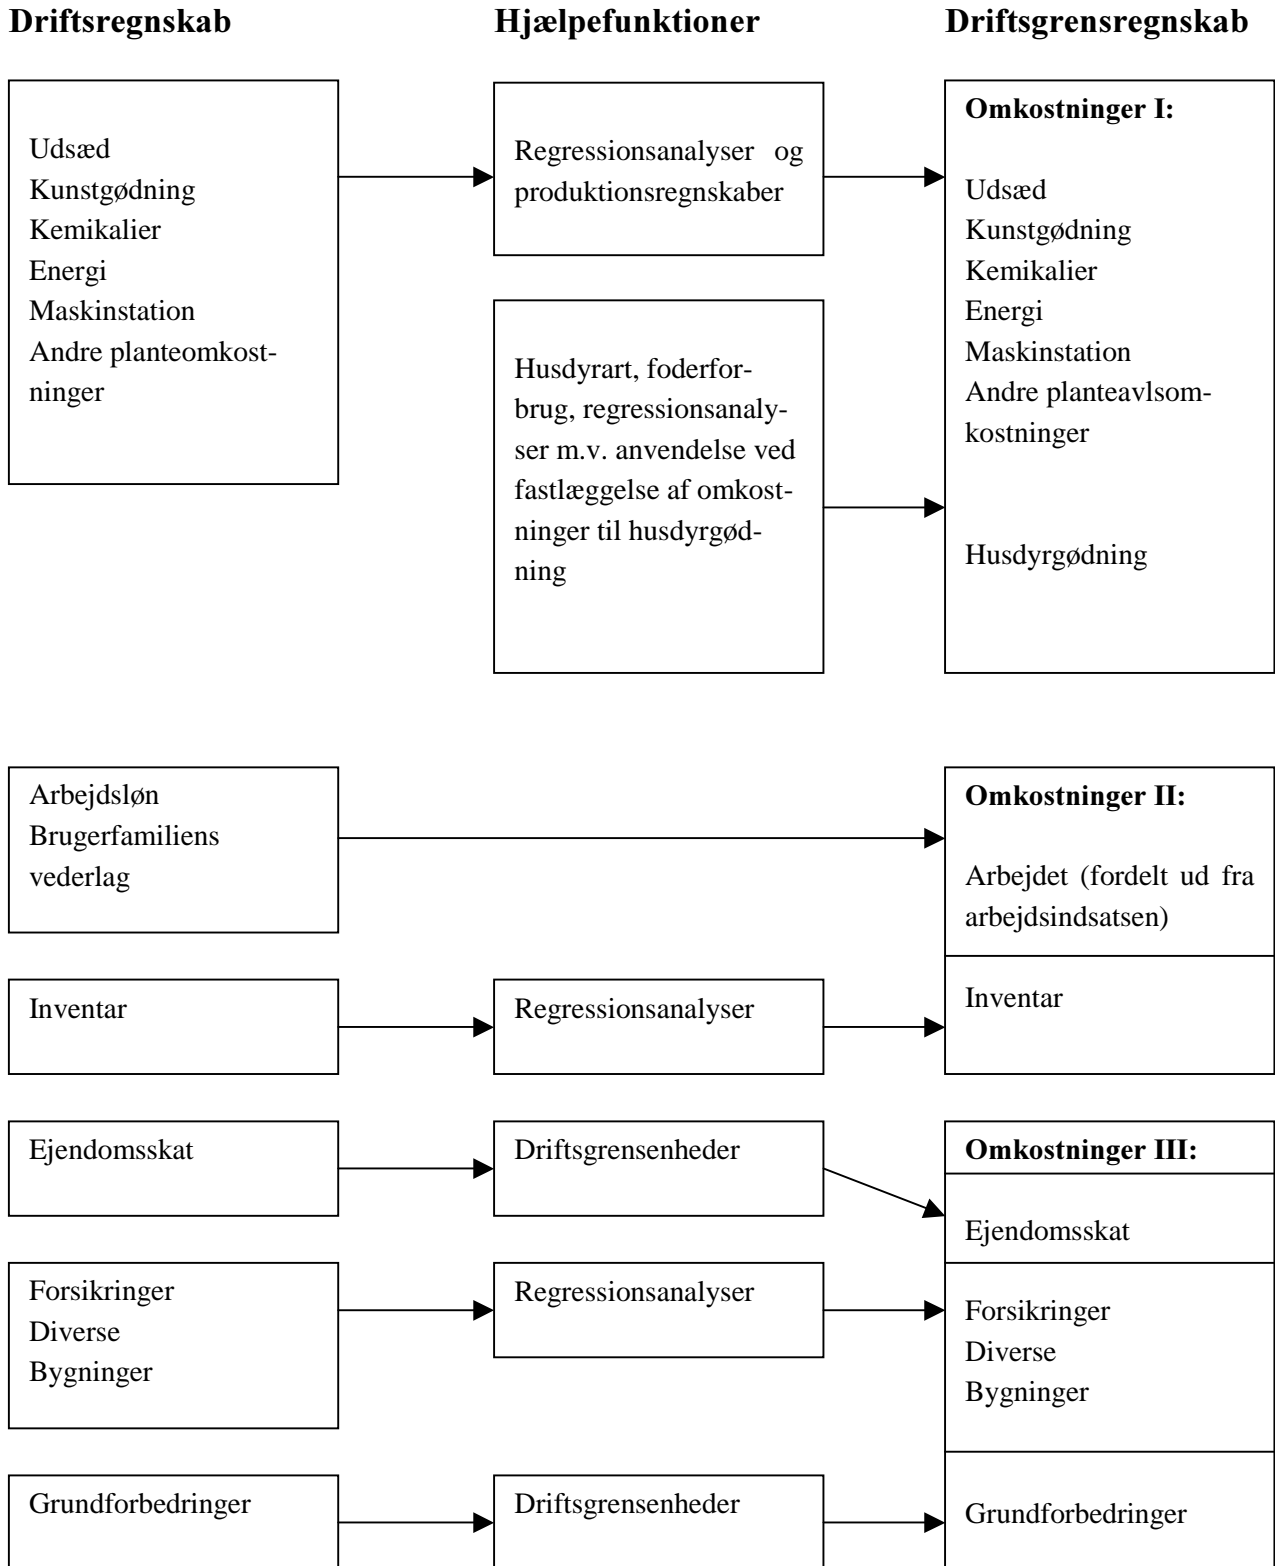 Driftsregnskab
Hjælpefunktioner
Driftsgrensregnskab
Udsæd
Kunstgødning
Kemikalier
Energi
Maskinstation
Andre planteomkost-
ninger
Regressionsanalyser og
produktionsregnskaber
Husdyrart, foderfor-
brug, regressionsanaly-
ser m.v. anvendelse ved
fastlæggelse af omkost-
ninger til husdyrgød-
ning
Omkostninger I:
Udsæd
Kunstgødning
Kemikalier
Energi
Maskinstation
Andre planteavlsom-
kostninger
Husdyrgødning
Arbejdsløn
Brugerfamiliens
vederlag
Omkostninger II:
Arbejdet (fordelt ud fra
arbejdsindsatsen)
Inventar
Regressionsanalyser
Inventar
Ejendomsskat
Driftsgrensenheder
Omkostninger III:
Ejendomsskat
Forsikringer
Diverse
Bygninger
Regressionsanalyser
Forsikringer
Diverse
Bygninger
Grundforbedringer
Driftsgrensenheder
Grundforbedringer